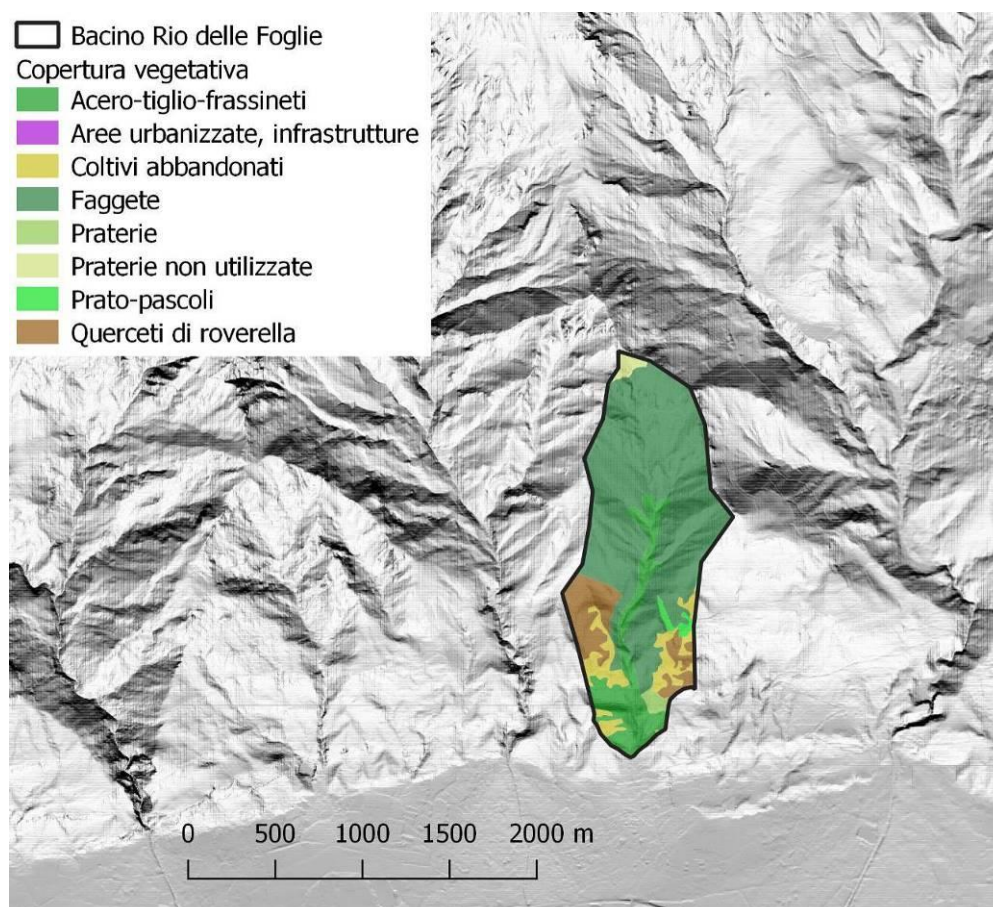 Bacino Rio delle Foglie
Copertura vegetativa
Acero-tiglio-frassineti
Aree urbanizzate, infrastrutture
Coltivi abbandonati
Faggete
Praterie
Praterie non utilizzate
Prato-pascoli
Querceti di roverella
0 500 1000 1500 2000 m